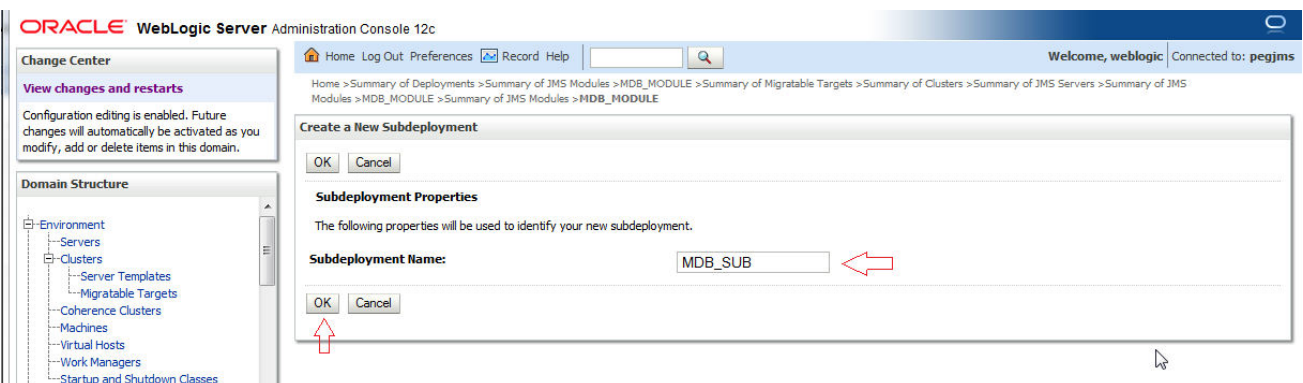 ORACLE WebLogic Server Administration Console 12c
Change Center
View changes and restarts
Configuration editing is enabled. Future
changes will automatically be activated as you
modify, add or delete items in this domain.
Domain Structure
Environment
Servers
Clusters
Server Templates
Migratable Targets
Coherence Clusters
Machines
Virtual Hosts
Work Managers
Startup and Shutdown Classes
Home Log Out Preferences Record Help
Welcome, weblogic Connected to: pegjms
Home >Summary of Deployments >Summary of JMS Modules >MDB_MODULE >Summary of Migratable Targets >Summary of Clusters >Summary of JMS Servers >Summary of JMS
Modules >MDB_MODULE >Summary of JMS Modules >MDB_MODULE
Create a New Subdeployment
OK Cancel
Subdeployment Properties
The following properties will be used to identify your new subdeployment.
Subdeployment Name: MDB_SUB
OK Cancel